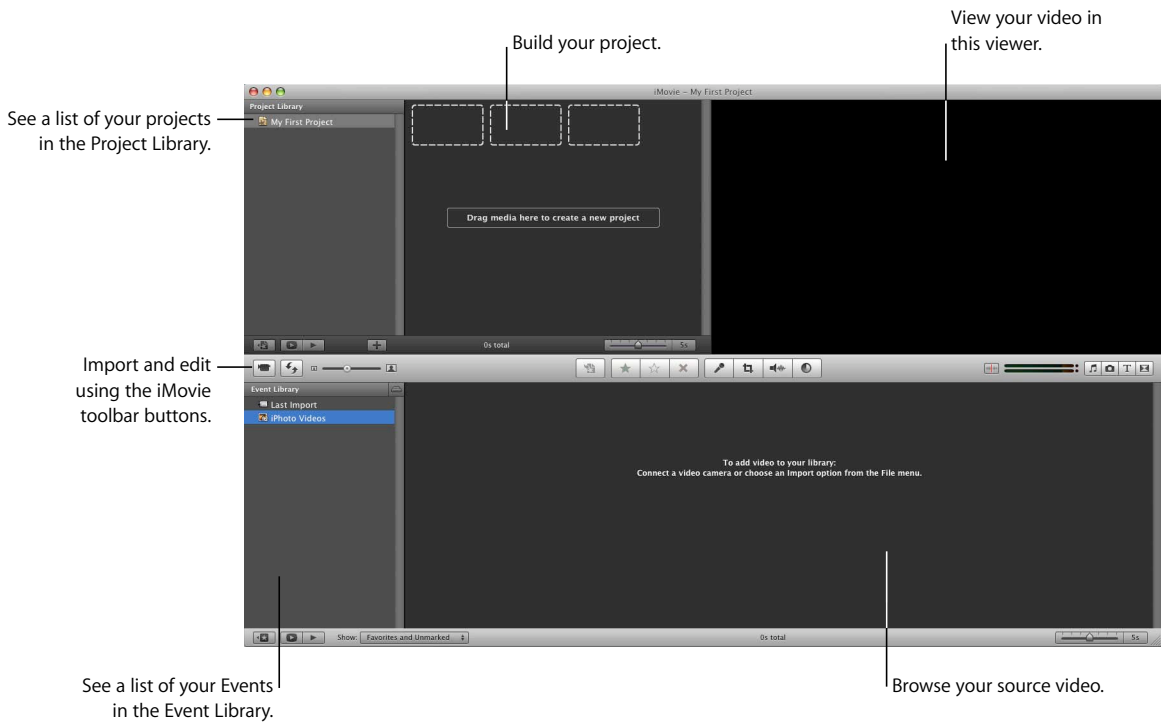 View your video in
this viewer.
Build your project.
iMovie – My First Project
See a list of your projects
in the Project Library.
Project Library
My First Project
Drag media here to create a new project
0s total
5s
Import and edit
using the iMovie
toolbar buttons.
T
Event Library
Last Import
iPhoto Videos
To add video to your library:
Connect a video camera or choose an Import option from the File menu.
Show: Favorites and Unmarked
0s total
5s
See a list of your Events
in the Event Library.
Browse your source video.